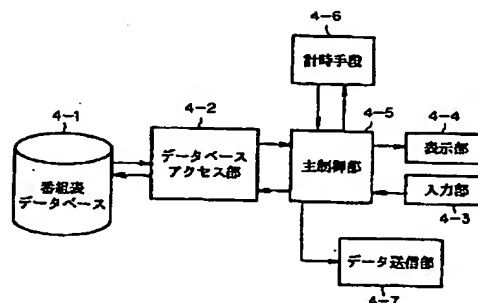 4-6
計時手段
4-1
4-2
4-5
4-4
番組表
データベース
データベース
アクセス部
主制御部
表示部
入力部
4-3
データ送信部
4-7